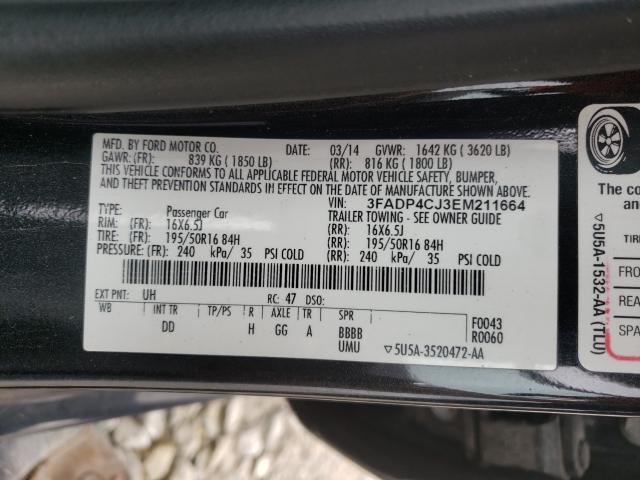 MFD. BY FORD MOTOR CO. DATE: 03/14 GVWR: 1642 KG ( 3620 LB)
GAWR: (FR): 839 KG ( 1850 LB) (RR): 816 KG ( 1800 LB)
THIS VEHICLE CONFORMS TO ALL APPLICABLE FEDERAL MOTOR VEHICLE SAFETY, BUMPER,
AND THEFT PREVENTION STANDARDS IN EFFECT ON THE DATE OF MANUFACTURE SHOWN ABOVE.
VIN: 3FADP4CJ3EM211664
TYPE: Passenger Car TRAILER TOWING - SEE OWNER GUIDE
RIM: (FR): 16X6.5J (RR): 16X6.5J
TIRE: (FR): 195/50R16 84H (RR): 195/50R16 84H
PRESSURE: (FR): 240 kPa/ 35 PSI COLD (RR): 240 kPa/ 35 PSI COLD
EXT PNT: UH RC: 47 DSO:
WB INT TR TP/PS R AXLE TR SPR
DD H GG A BBBB F0043
UMU R0060
▽5U5A-3520472-AA
▽5U5A-1532-AA (TLU)
The co
TIRE
FRO
REA
SPA